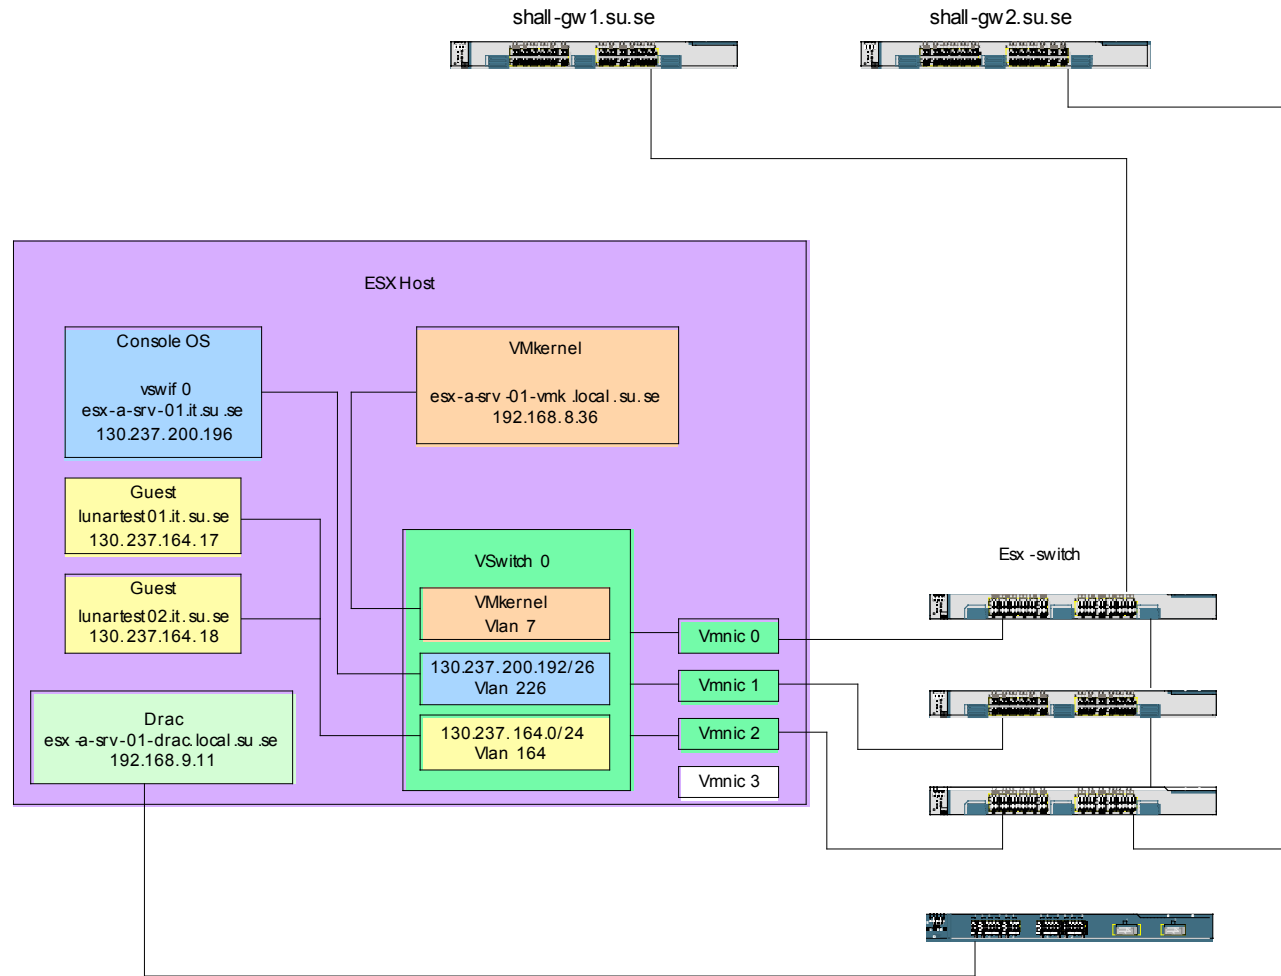 shall-gw1.su.se
shall-gw2.su.se
ESX Host
Console OS
vswif 0
esx-a-srv-01.it.su.se
130.237.200.196
VMkernel
esx-a-srv-01-vmk.local.su.se
192.168.8.36
Guest
lunartest01.it.su.se
130.237.164.17
Guest
lunartest02.it.su.se
130.237.164.18
Drac
esx-a-srv-01-drac.local.su.se
192.168.9.11
VSwitch 0
VMkernel
Vlan 7
130.237.200.192/26
Vlan 226
130.237.164.0/24
Vlan 164
Vmnic 0
Vmnic 1
Vmnic 2
Vmnic 3
Esx-switch